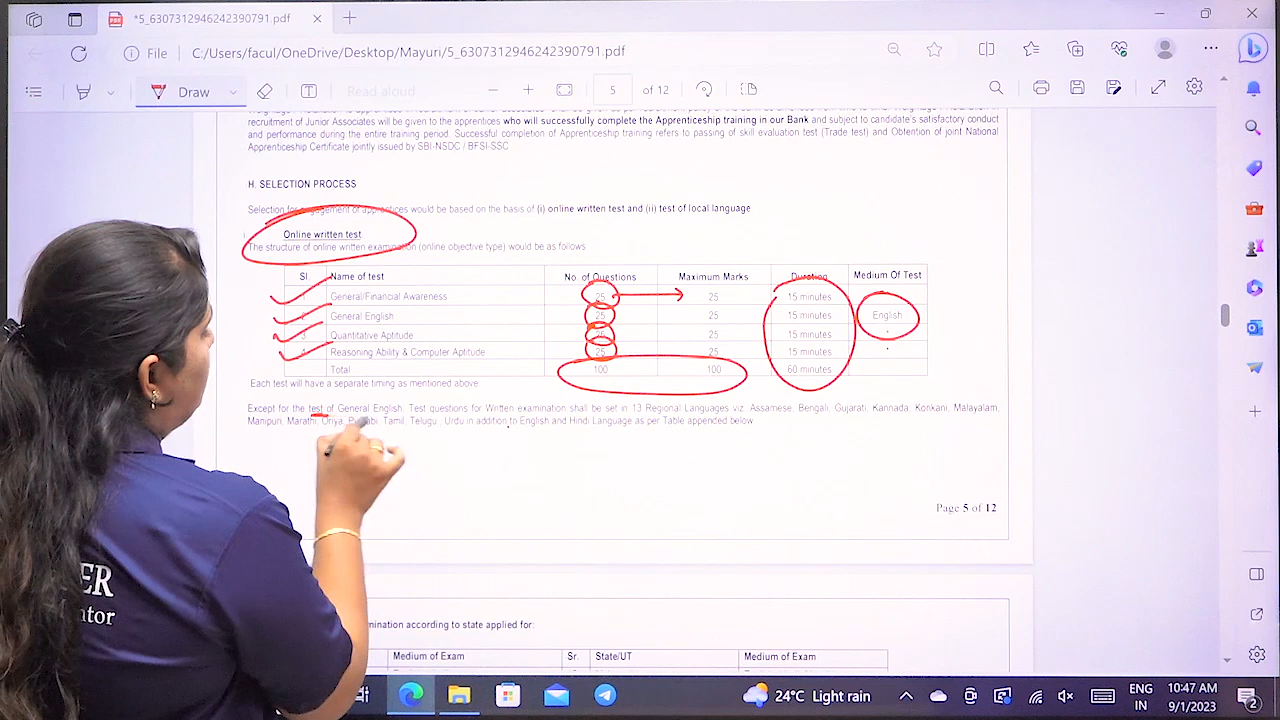 *5_6307312946242390791.pdf
File C:/Users/facul/OneDrive/Desktop/Mayuri/5_6307312946242390791.pdf
Draw Read aloud 5 of 12
recruitment of Junior Associates will be given to the apprentices who will successfully complete the Apprenticeship training in our Bank and subject to candidate's satisfactory conduct
and performance during the entire training period. Successful completion of Apprenticeship training refers to passing of skill evaluation test (Trade test) and Obtention of joint National
Apprenticeship Certificate jointly issued by SBI-NSDC / BFSI-SSC
H. SELECTION PROCESS
Selection for engagement of apprentices would be based on the basis of (i) online written test and (ii) test of local language
Online written test
The structure of online written examination (online objective type) would be as follows
Sl Name of test No. of Questions Maximum Marks Duration Medium Of Test
1 General/Financial Awareness 25 25 15 minutes
2 General English 25 25 15 minutes English
3 Quantitative Aptitude 25 25 15 minutes
4 Reasoning Ability & Computer Aptitude 25 25 15 minutes
Total 100 100 60 minutes
Each test will have a separate timing as mentioned above
Except for the test of General English. Test questions for Written examination shall be set in 13 Regional Languages viz. Assamese, Bengali, Gujarati, Kannada, Konkani, Malayalam,
Manipuri, Marathi, Oriya, Punjabi, Tamil, Telugu , Urdu in addition to English and Hindi Language as per Table appended below
Page 5 of 12
ER
ntor
mination according to state applied for:
Medium of Exam Sr. State/UT Medium of Exam
24°C Light rain ENG IN 10:47 AM 9/1/2023 2